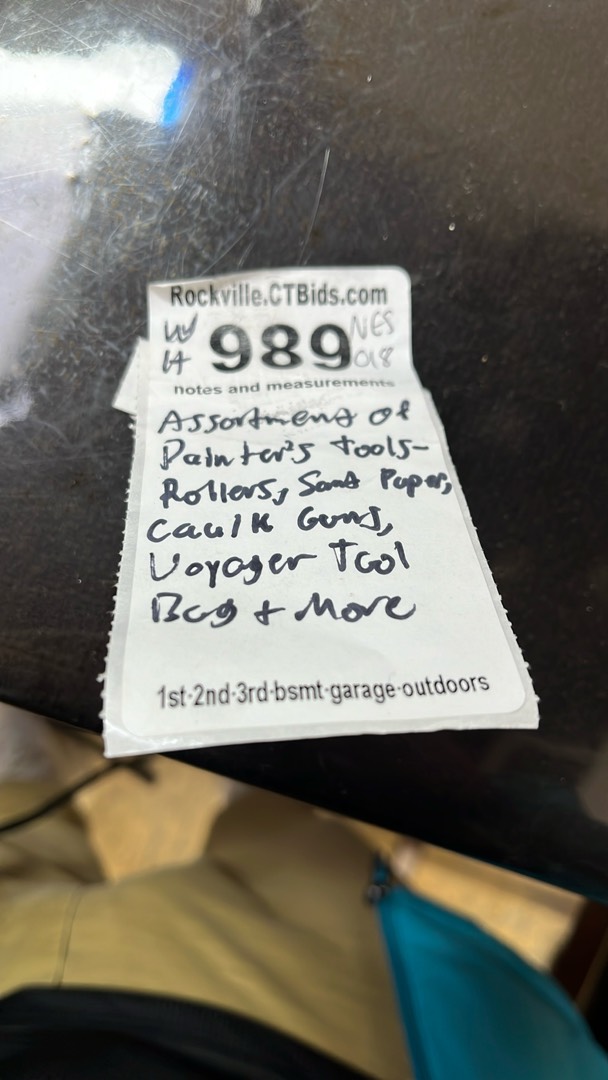 Rockville.CTBids.com
W 989 NES
H 018
notes and measurements
Assortment of
Painter's Tools-
Rollers, Sand Paper,
Caulk Guns,
Voyager Tool
Bag + More
1st-2nd-3rd-bsmt-garage-outdoors